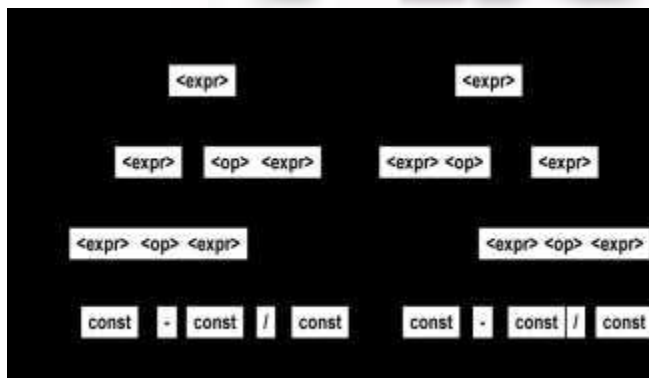 <expr> <expr>
<expr> <op> <expr> <expr> <op> <expr>
<expr> <op> <expr> <expr> <op> <expr>
const - const / const const - const / const